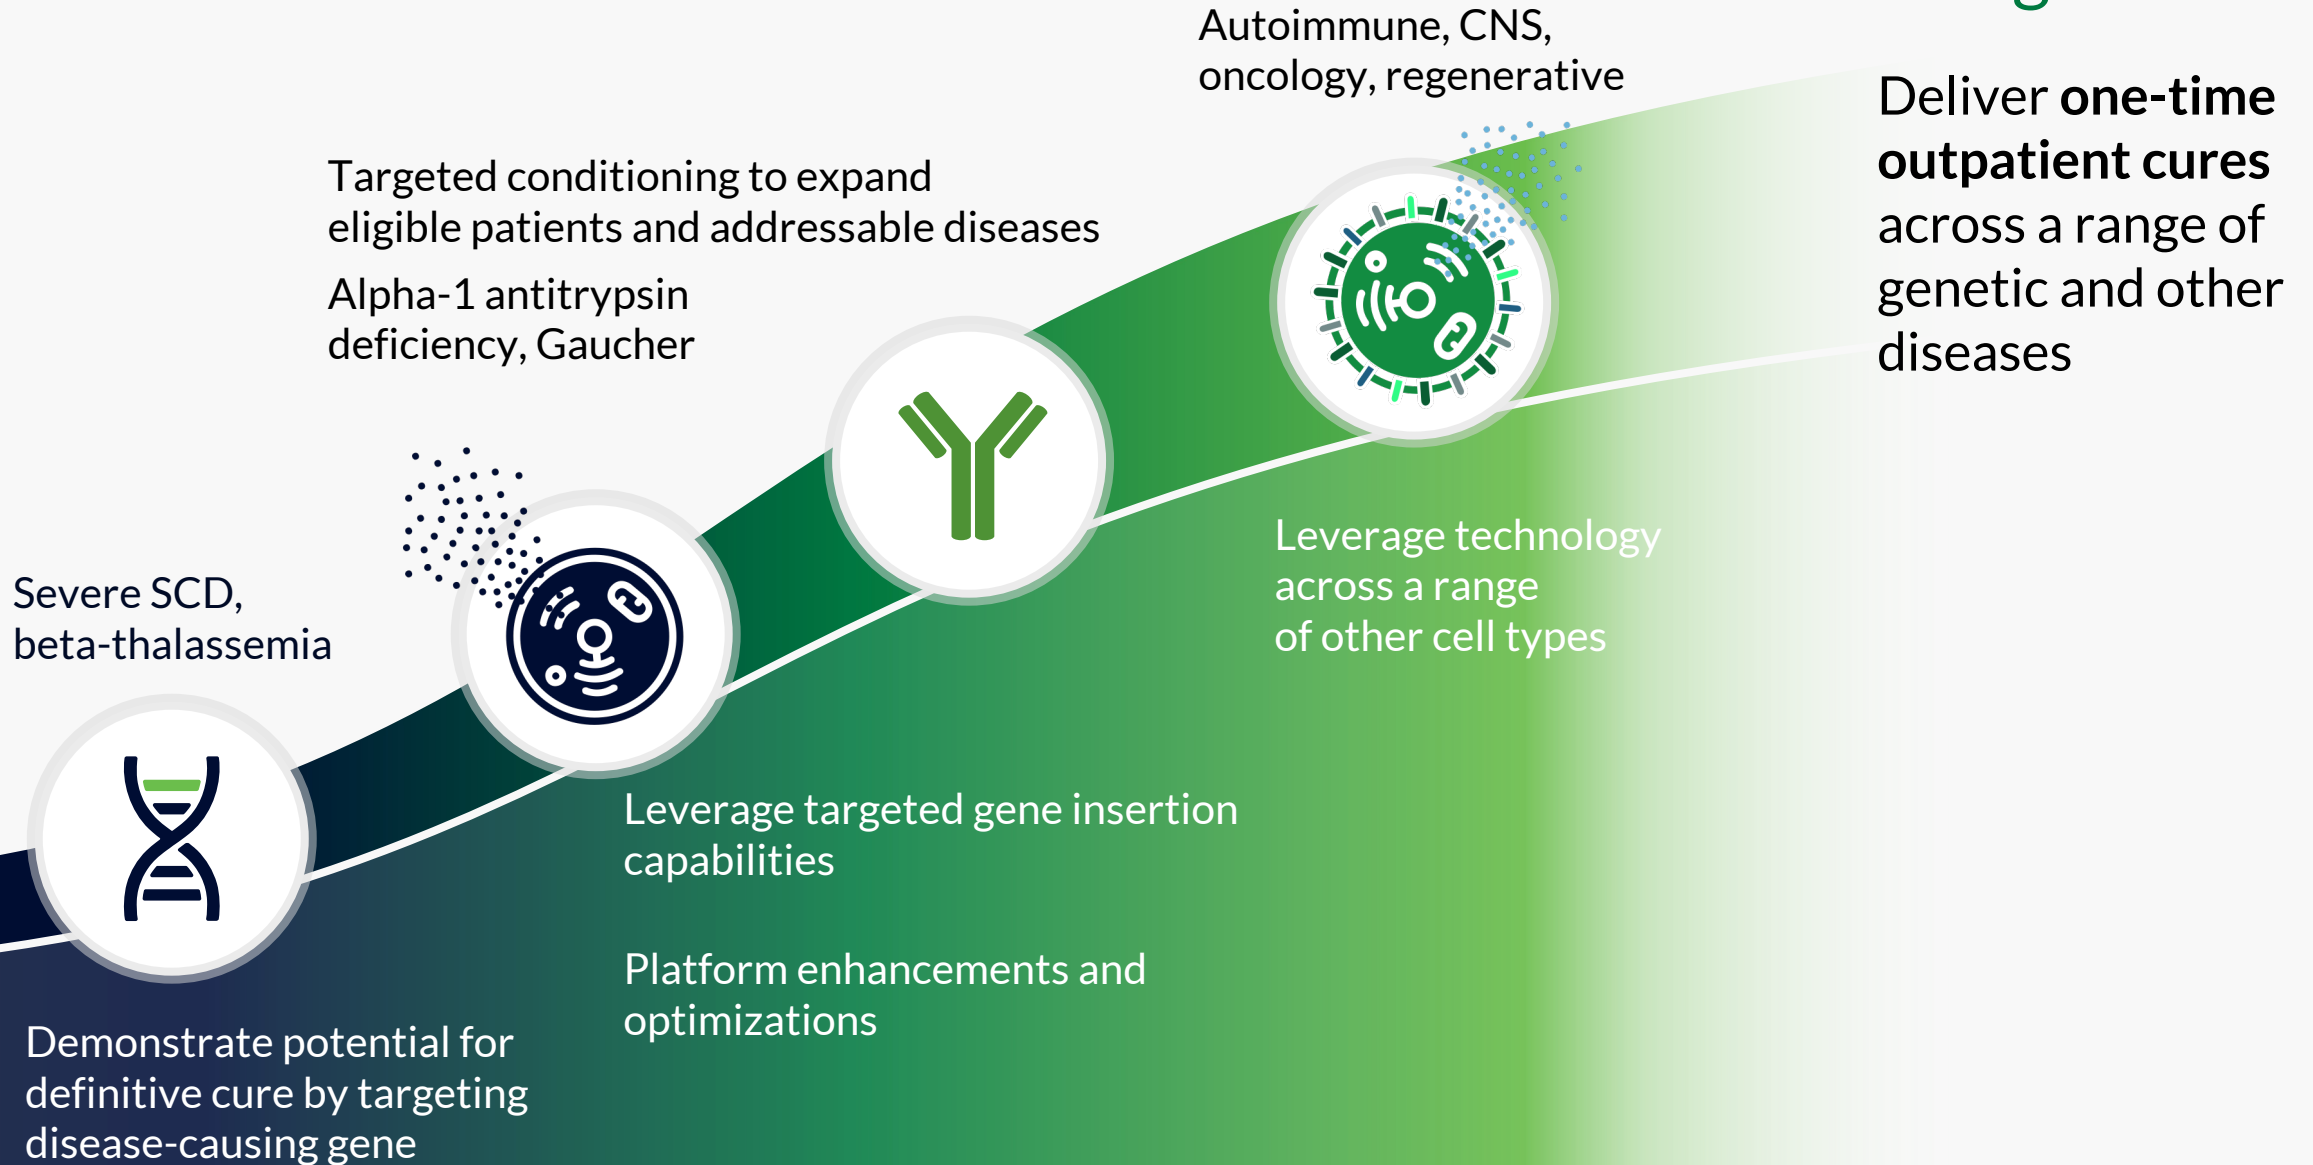 Autoimmune, CNS,
oncology, regenerative
Deliver one-time
outpatient cures
across a range of
genetic and other
diseases
Targeted conditioning to expand
eligible patients and addressable diseases
Alpha-1 antitrypsin
deficiency, Gaucher
Severe SCD,
beta-thalassemia
Leverage technology
across a range
of other cell types
Leverage targeted gene insertion
capabilities
Platform enhancements and
optimizations
Demonstrate potential for
definitive cure by targeting
disease-causing gene